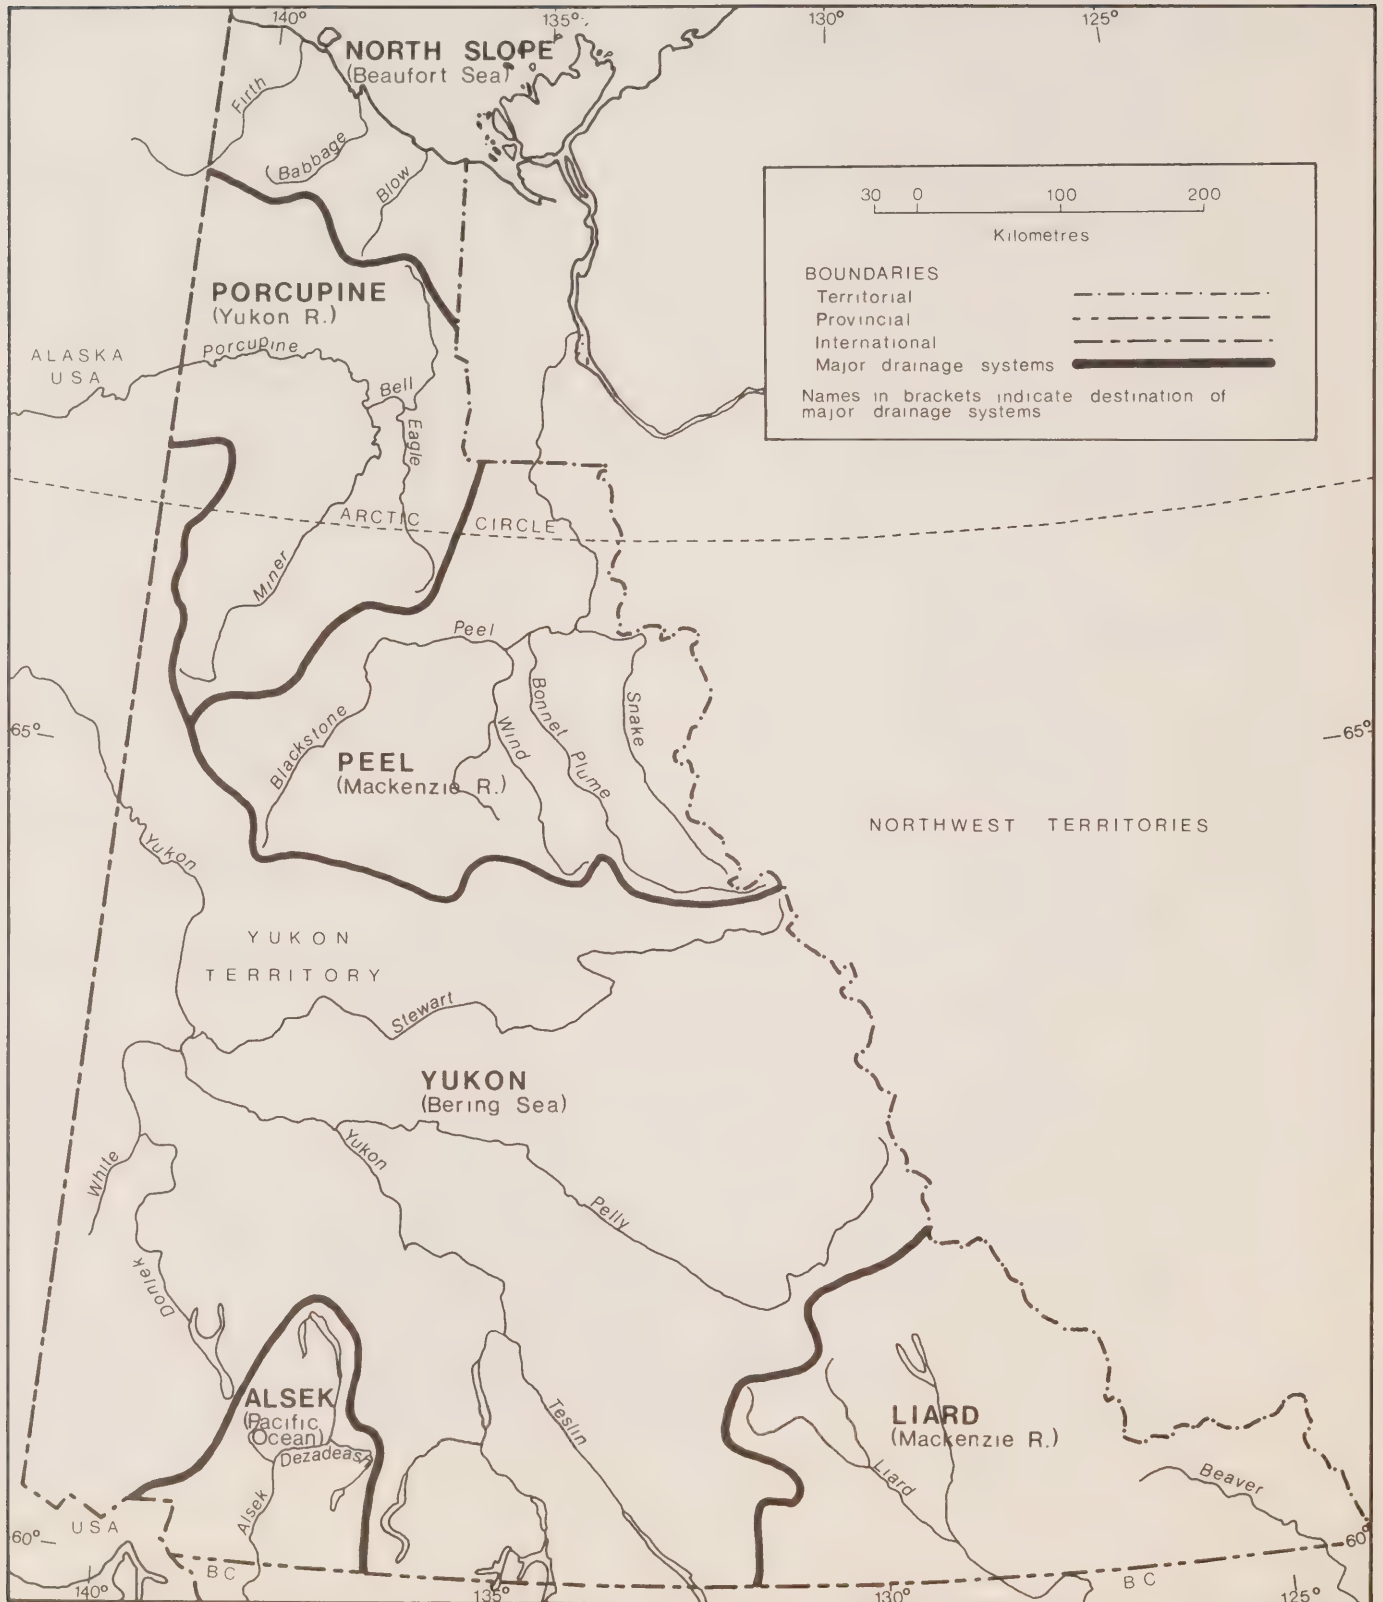 140°
135°
130°
125°
NORTH SLOPE
(Beaufort Sea)
Firth
Babbage
Blow
30 0 100 200
Kilometres
BOUNDARIES
Territorial
Provincial
International
Major drainage systems
Names in brackets indicate destination of
major drainage systems
PORCUPINE
(Yukon R.)
ALASKA
USA
Porcupine
Bell
Eagle
ARCTIC CIRCLE
Miner
Peel
Blackstone
Wind
Bonnet Plume
Snake
65°
65°
PEEL
(Mackenzie R.)
NORTHWEST TERRITORIES
Yukon
YUKON
TERRITORY
Stewart
YUKON
(Bering Sea)
White
Yukon
Pelly
Donjek
ALSEK
(Pacific
Ocean)
Dezadeash
Alsek
Teslin
LIARD
(Mackenzie R.)
Liard
Beaver
USA
60°
60°
BC
BC
140°
135°
130°
125°